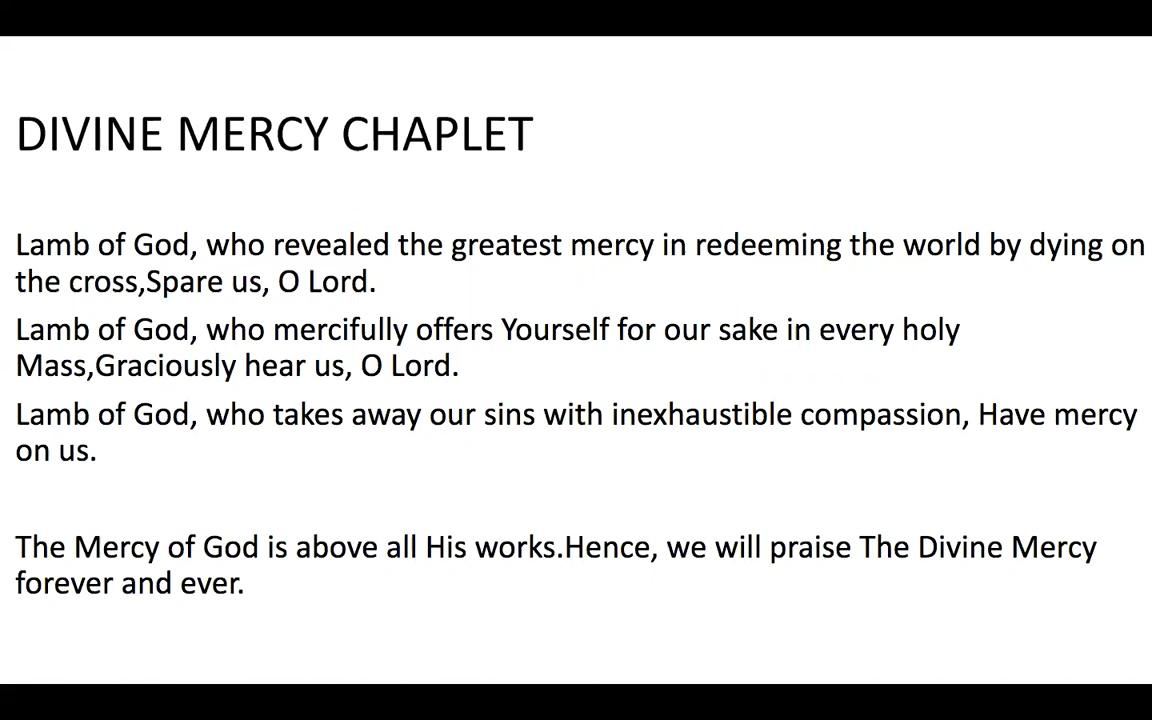 DIVINE MERCY CHAPLET
Lamb of God, who revealed the greatest mercy in redeeming the world by dying on
the cross,Spare us, O Lord.
Lamb of God, who mercifully offers Yourself for our sake in every holy
Mass,Graciously hear us, O Lord.
Lamb of God, who takes away our sins with inexhaustible compassion, Have mercy
on us.
The Mercy of God is above all His works.Hence, we will praise The Divine Mercy
forever and ever.